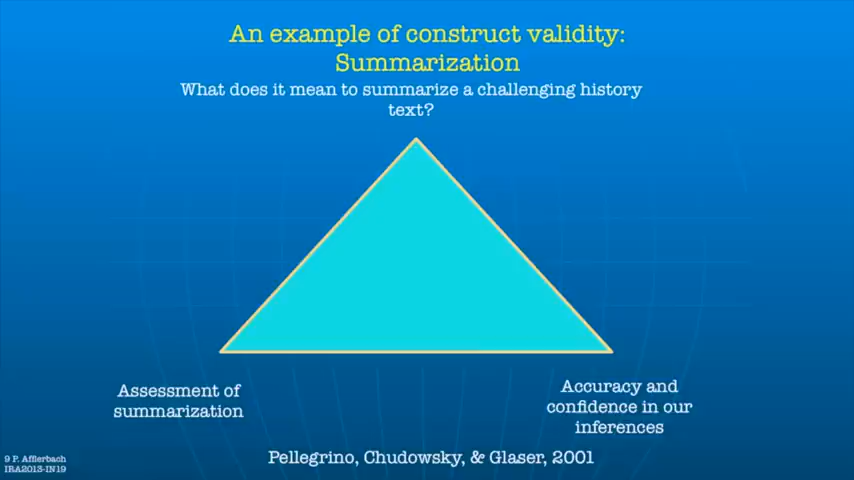 An example of construct validity:
Summarization
What does it mean to summarize a challenging history
text?
Assessment of
summarization
Accuracy and
confidence in our
inferences
Pellegrino, Chudowsky, & Glaser, 2001
9 P. Afflerbach
IRA2013-IN19